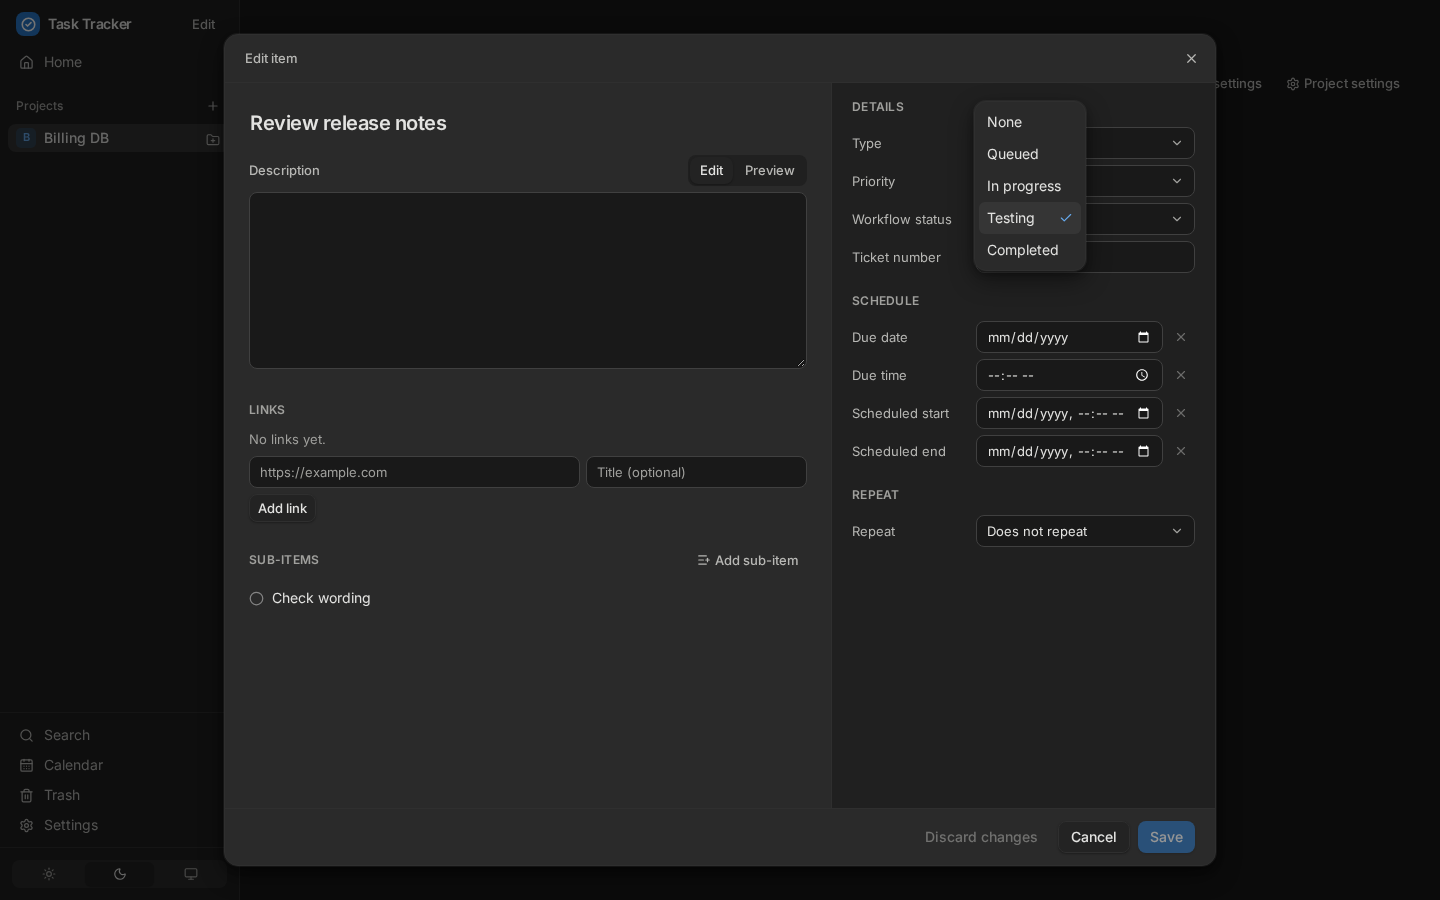 Task Tracker
Edit
Home
Projects
B
Billing DB
Search
Calendar
Trash
Settings
settings
Project settings
Edit item
Review release notes
Description
Edit
Preview
LINKS
No links yet.
https://example.com
Title (optional)
Add link
SUB-ITEMS
Add sub-item
Check wording
DETAILS
Type
Priority
Workflow status
Ticket number
None
Queued
In progress
Testing
Completed
SCHEDULE
Due date
mm/dd/yyyy
Due time
--:-- --
Scheduled start
mm/dd/yyyy, --:-- --
Scheduled end
mm/dd/yyyy, --:-- --
REPEAT
Repeat
Does not repeat
Discard changes
Cancel
Save